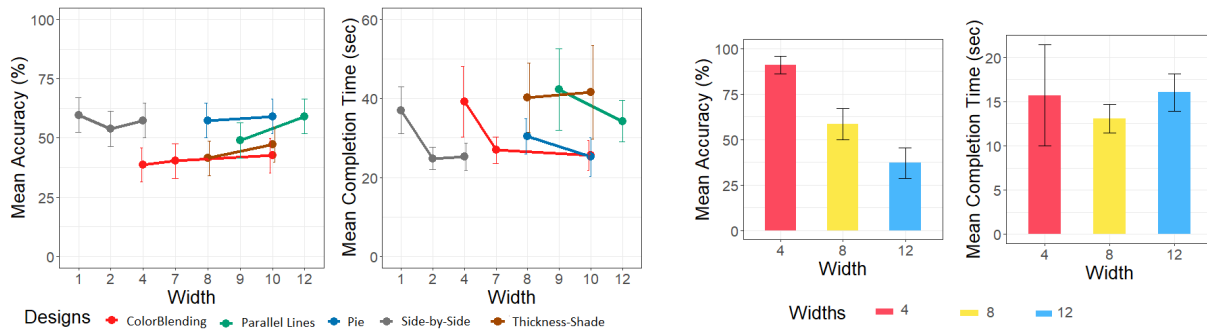 Mean Accuracy (%)
100
75
50
25
0
1 2 4 7 8 9 10 12
Width
Mean Completion Time (sec)
60
40
20
0
1 2 4 7 8 9 10 12
Width
Designs ColorBlending Parallel Lines Pie Side-by-Side Thickness-Shade
Mean Accuracy (%)
100
75
50
25
0
4 8 12
Width
Mean Completion Time (sec)
20
15
10
5
0
4 8 12
Width
Widths 4 8 12